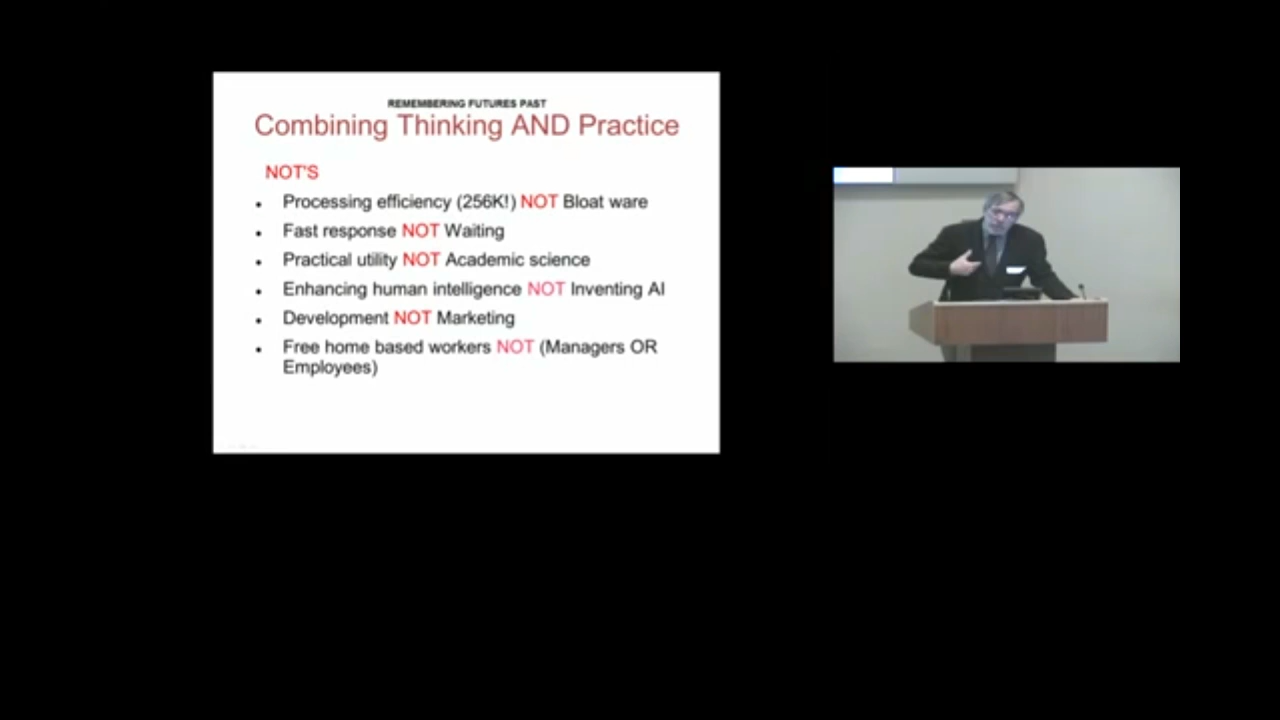 REMEMBERING FUTURES PAST
Combining Thinking AND Practice
NOT'S
Processing efficiency (256K!) NOT Bloat ware
Fast response NOT Waiting
Practical utility NOT Academic science
Enhancing human intelligence NOT Inventing AI
Development NOT Marketing
Free home based workers NOT (Managers OR
Employees)